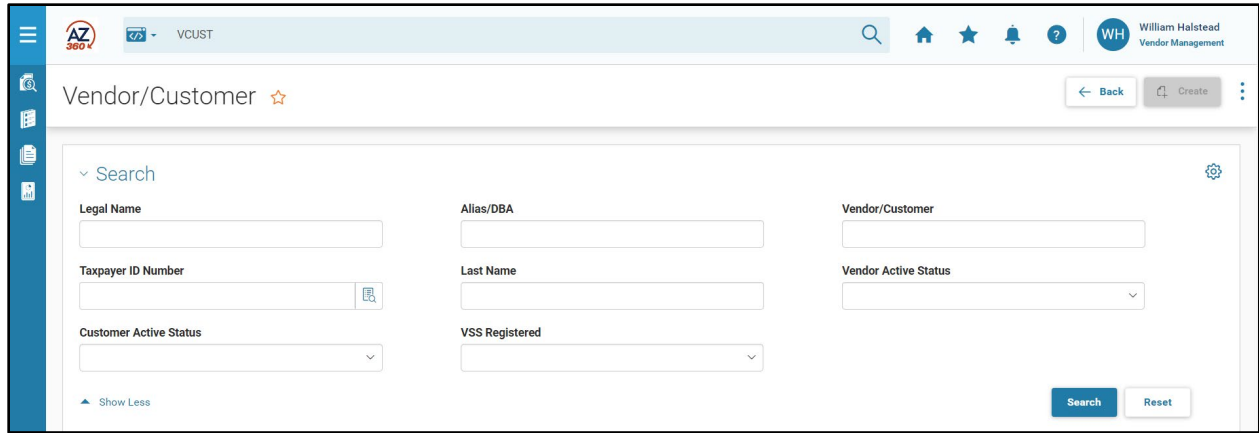 AZ
360
VCUST
?
WH
William Halstead
Vendor Management
Vendor/Customer
Back
Create
Search
Legal Name
Alias/DBA
Vendor/Customer
Taxpayer ID Number
Last Name
Vendor Active Status
Customer Active Status
VSS Registered
Show Less
Search
Reset